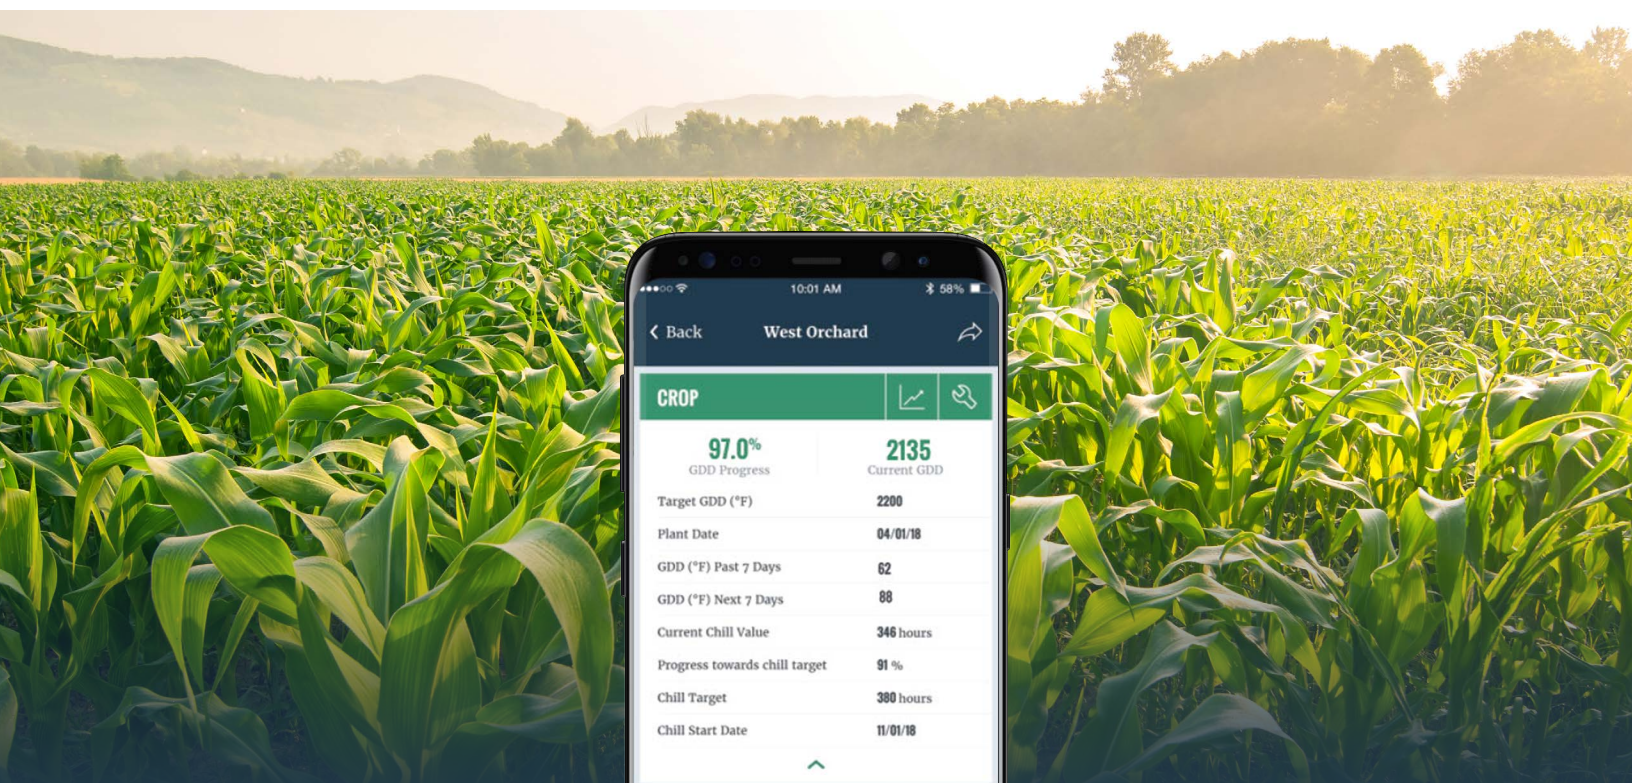 10:01 AM 58%
Back West Orchard
CROP
97.0% 2135
GDD Progress Current GDD
Target GDD (°F) 2200
Plant Date 04/01/18
GDD (°F) Past 7 Days 62
GDD (°F) Next 7 Days 88
Current Chill Value 346 hours
Progress towards chill target 91 %
Chill Target 380 hours
Chill Start Date 11/01/18